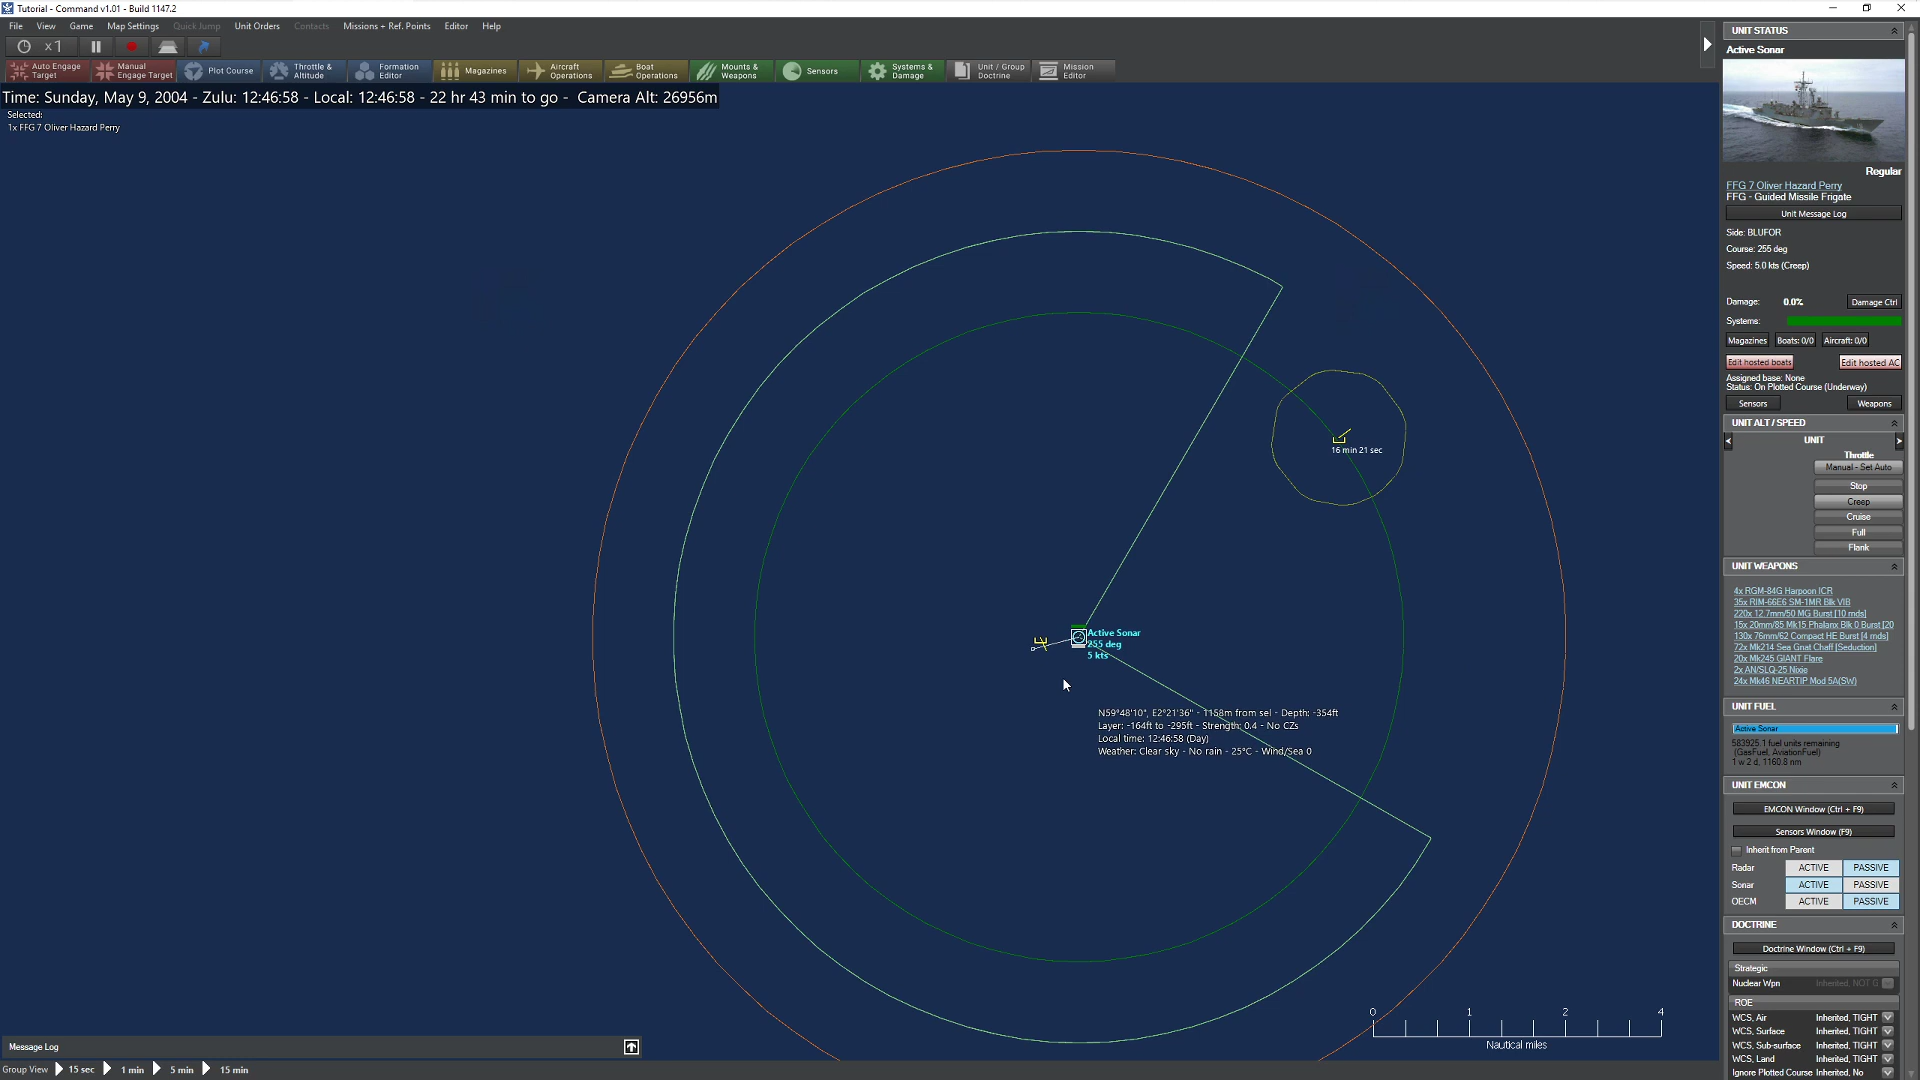 Tutorial - Command v1.01 - Build 1147.2
File View Game Map Settings Quick Jump Unit Orders Contacts Missions + Ref. Points Editor Help
x1
Auto Engage Target
Manual Engage Target
Plot Course
Throttle & Altitude
Formation Editor
Magazines
Aircraft Operations
Boat Operations
Mounts & Weapons
Sensors
Systems & Damage
Unit / Group Doctrine
Mission Editor
Time: Sunday, May 9, 2004 - Zulu: 12:46:58 - Local: 12:46:58 - 22 hr 43 min to go - Camera Alt: 26956m
Selected:
1x FFG 7 Oliver Hazard Perry
16 min 21 sec
Active Sonar
255 deg
5 kts
N59°48'10", E2°21'36" - 1158m from sel - Depth: -354ft
Layer: -164ft to -295ft - Strength: 0.4 - No CZs
Local time: 12:46:58 (Day)
Weather: Clear sky - No rain - 25°C - Wind/Sea 0
0 1 2 4
Nautical miles
Message Log
Group View 15 sec 1 min 5 min 15 min
UNIT STATUS
Active Sonar
Regular
FFG 7 Oliver Hazard Perry
FFG - Guided Missile Frigate
Unit Message Log
Side: BLUFOR
Course: 255 deg
Speed: 5.0 kts (Creep)
Damage: 0.0% Damage Ctrl
Systems:
Magazines Boats: 0/0 Aircraft: 0/0
Edit hosted boats Edit hosted AC
Assigned base: None
Status: On Plotted Course (Underway)
Sensors Weapons
UNIT ALT / SPEED
< UNIT >
Throttle
Manual - Set Auto
Stop
Creep
Cruise
Full
Flank
UNIT WEAPONS
4x RGM-84G Harpoon ICR
35x RIM-66E6 SM-1MR Blk VIB
220x 12.7mm/50 MG Burst [10 rnds]
15x 20mm/85 Mk15 Phalanx Blk 0 Burst [20
130x 76mm/62 Compact HE Burst [4 rnds]
72x Mk214 Sea Gnat Chaff [Seduction]
20x Mk245 GIANT Flare
2x AN/SLQ-25 Nixie
24x Mk46 NEARTIP Mod 5A(SW)
UNIT FUEL
Active Sonar
583925.1 fuel units remaining
(GasFuel, AviationFuel)
1 w 2 d, 1160.8 nm
UNIT EMCON
EMCON Window (Ctrl + F9)
Sensors Window (F9)
Inherit from Parent
Radar ACTIVE PASSIVE
Sonar ACTIVE PASSIVE
OECM ACTIVE PASSIVE
DOCTRINE
Doctrine Window (Ctrl + F9)
Strategic
Nuclear Wpn Inherited, NOT G
ROE
WCS, Air Inherited, TIGHT
WCS, Surface Inherited, TIGHT
WCS, Sub-surface Inherited, TIGHT
WCS, Land Inherited, TIGHT
Ignore Plotted Course Inherited, No